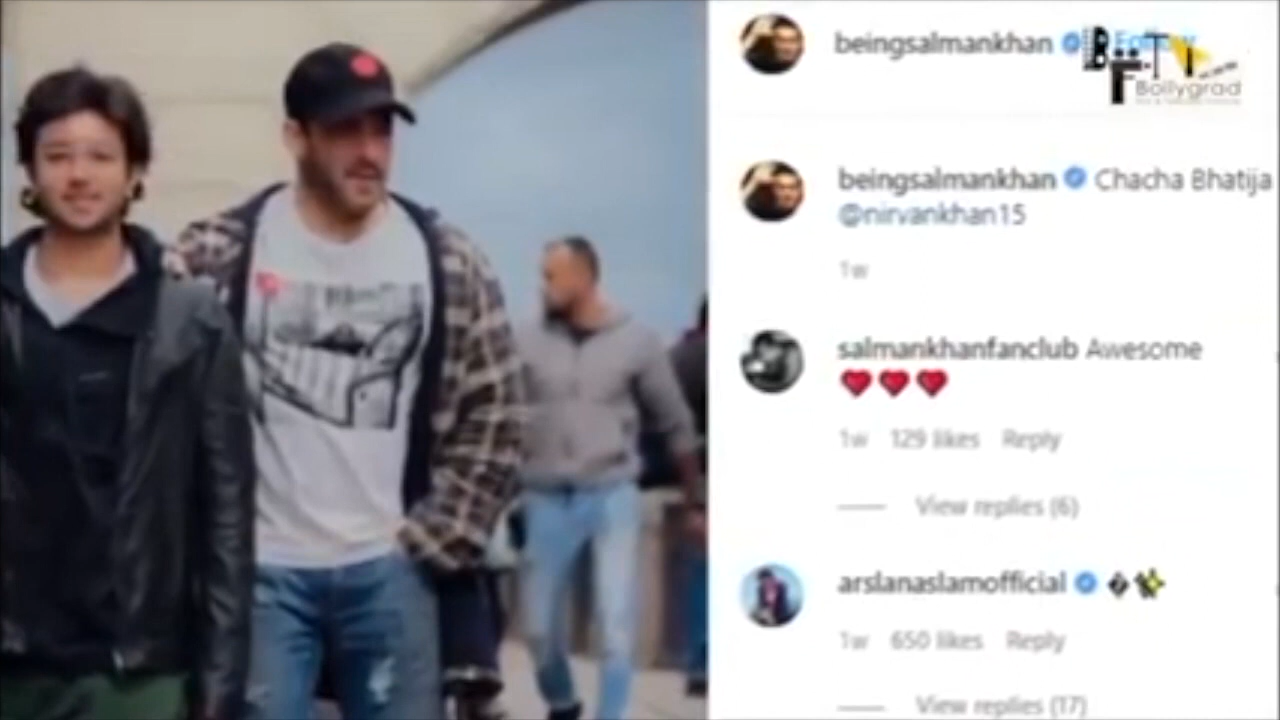 beingsalmankhan
Follow
Bollygrad
beingsalmankhan Chacha Bhatija
@nirvankhan15
1w
salmankhanfanclub Awesome
❤️❤️❤️
1w 129 likes Reply
View replies (6)
arslanaslamofficial
1w 650 likes Reply
View replies (17)